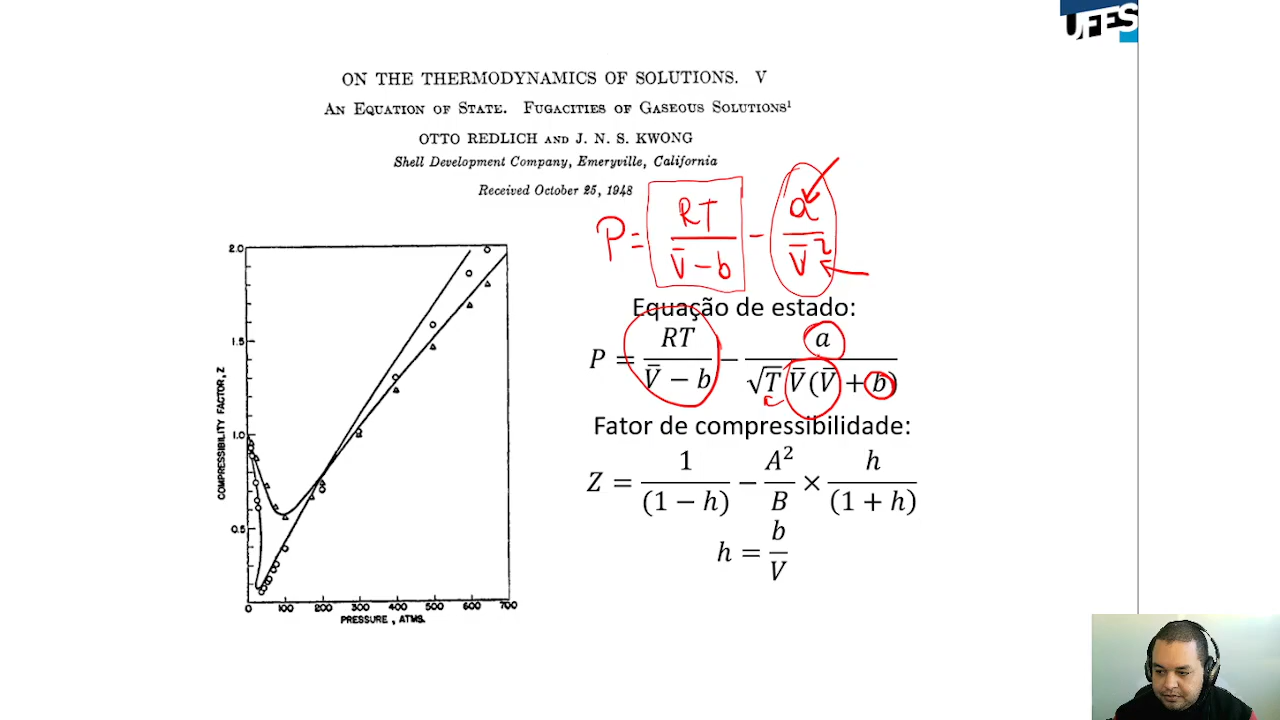 UFES
ON THE THERMODYNAMICS OF SOLUTIONS. V
AN EQUATION OF STATE. FUGACITIES OF GASEOUS SOLUTIONS¹
OTTO REDLICH AND J. N. S. KWONG
Shell Development Company, Emeryville, California
Received October 25, 1948
P = RT / (V̄ − b) − a / V̄²
Equação de estado:
P = RT / (V̄ − b) − a / (√T V̄(V̄ + b))
Fator de compressibilidade:
Z = 1 / (1 − h) − A² / B × h / (1 + h)
h = b / V
COMPRESSIBILITY FACTOR, Z
2.0
1.5
1.0
0.5
0 100 200 300 400 500 600 700
PRESSURE, ATMS.